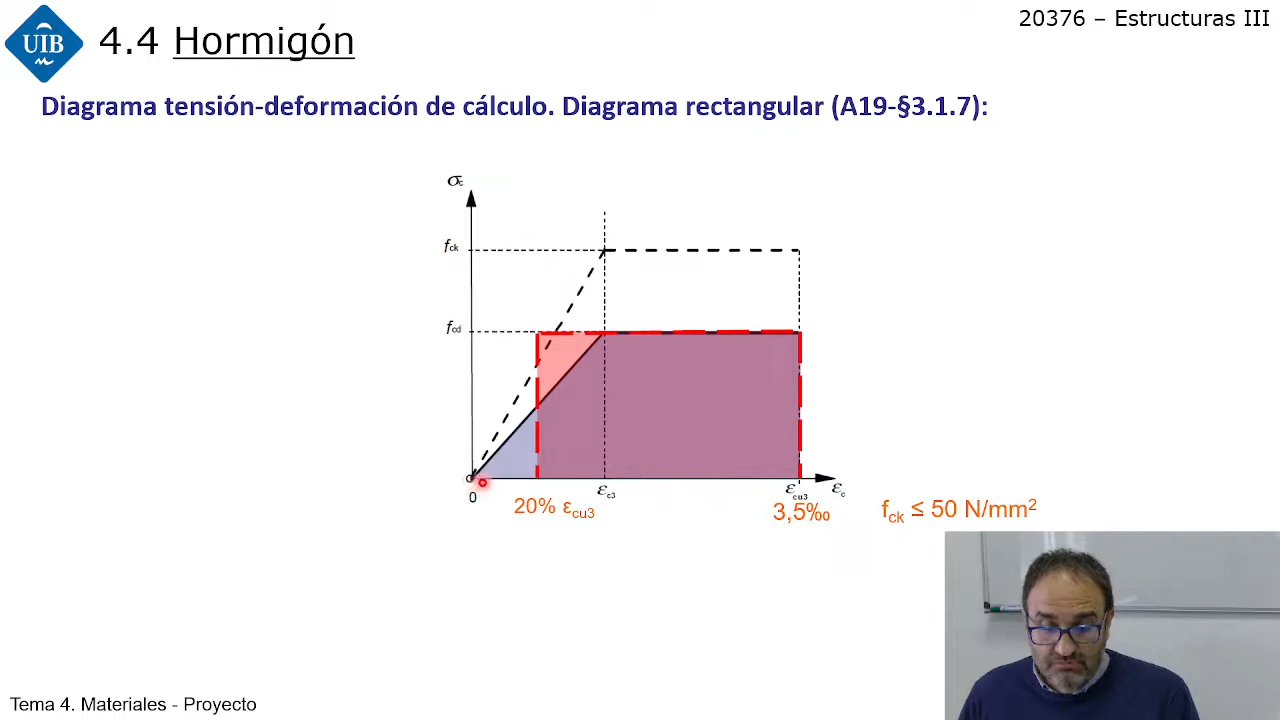 20376 – Estructuras III
UIB
4.4 Hormigón
Diagrama tensión-deformación de cálculo. Diagrama rectangular (A19-§3.1.7):
σc
fck
fcd
0
0
εc3
εcu3
εc
20% εcu3
3,5‰
fck ≤ 50 N/mm²
Tema 4. Materiales - Proyecto